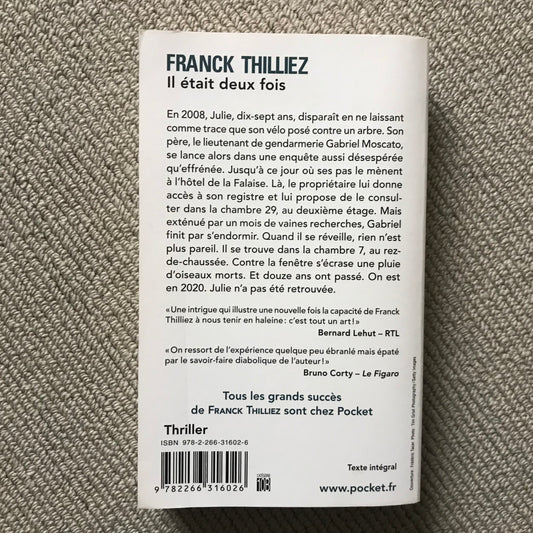 FRANCK THILLIEZ
Il était deux fois
En 2008, Julie, dix-sept ans, disparaît en ne laissant
comme trace que son vélo posé contre un arbre. Son
père, le lieutenant de gendarmerie Gabriel Moscato,
se lance alors dans une enquête aussi désespérée
qu'effrénée. Jusqu'à ce jour où ses pas le mènent
à l'hôtel de la Falaise. Là, le propriétaire lui donne
accès à son registre et lui propose de le consul-
ter dans la chambre 29, au deuxième étage. Mais
exténué par un mois de vaines recherches, Gabriel
finit par s'endormir. Quand il se réveille, rien n'est
plus pareil. Il se trouve dans la chambre 7, au rez-
de-chaussée. Contre la fenêtre s'écrase une pluie
d'oiseaux morts. Et douze ans ont passé. On est
en 2020. Julie n'a pas été retrouvée.
« Une intrigue qui illustre une nouvelle fois la capacité de Franck
Thilliez à nous tenir en haleine : c'est tout un art ! »
Bernard Lehut – RTL
« On ressort de l'expérience quelque peu ébranlé mais épaté
par le savoir-faire diabolique de l'auteur ! »
Bruno Corty – Le Figaro
Tous les grands succès
de FRANCK THILLIEZ sont chez Pocket
Thriller
ISBN 978-2-266-31602-6
9 782266 316026
Texte intégral
www.pocket.fr